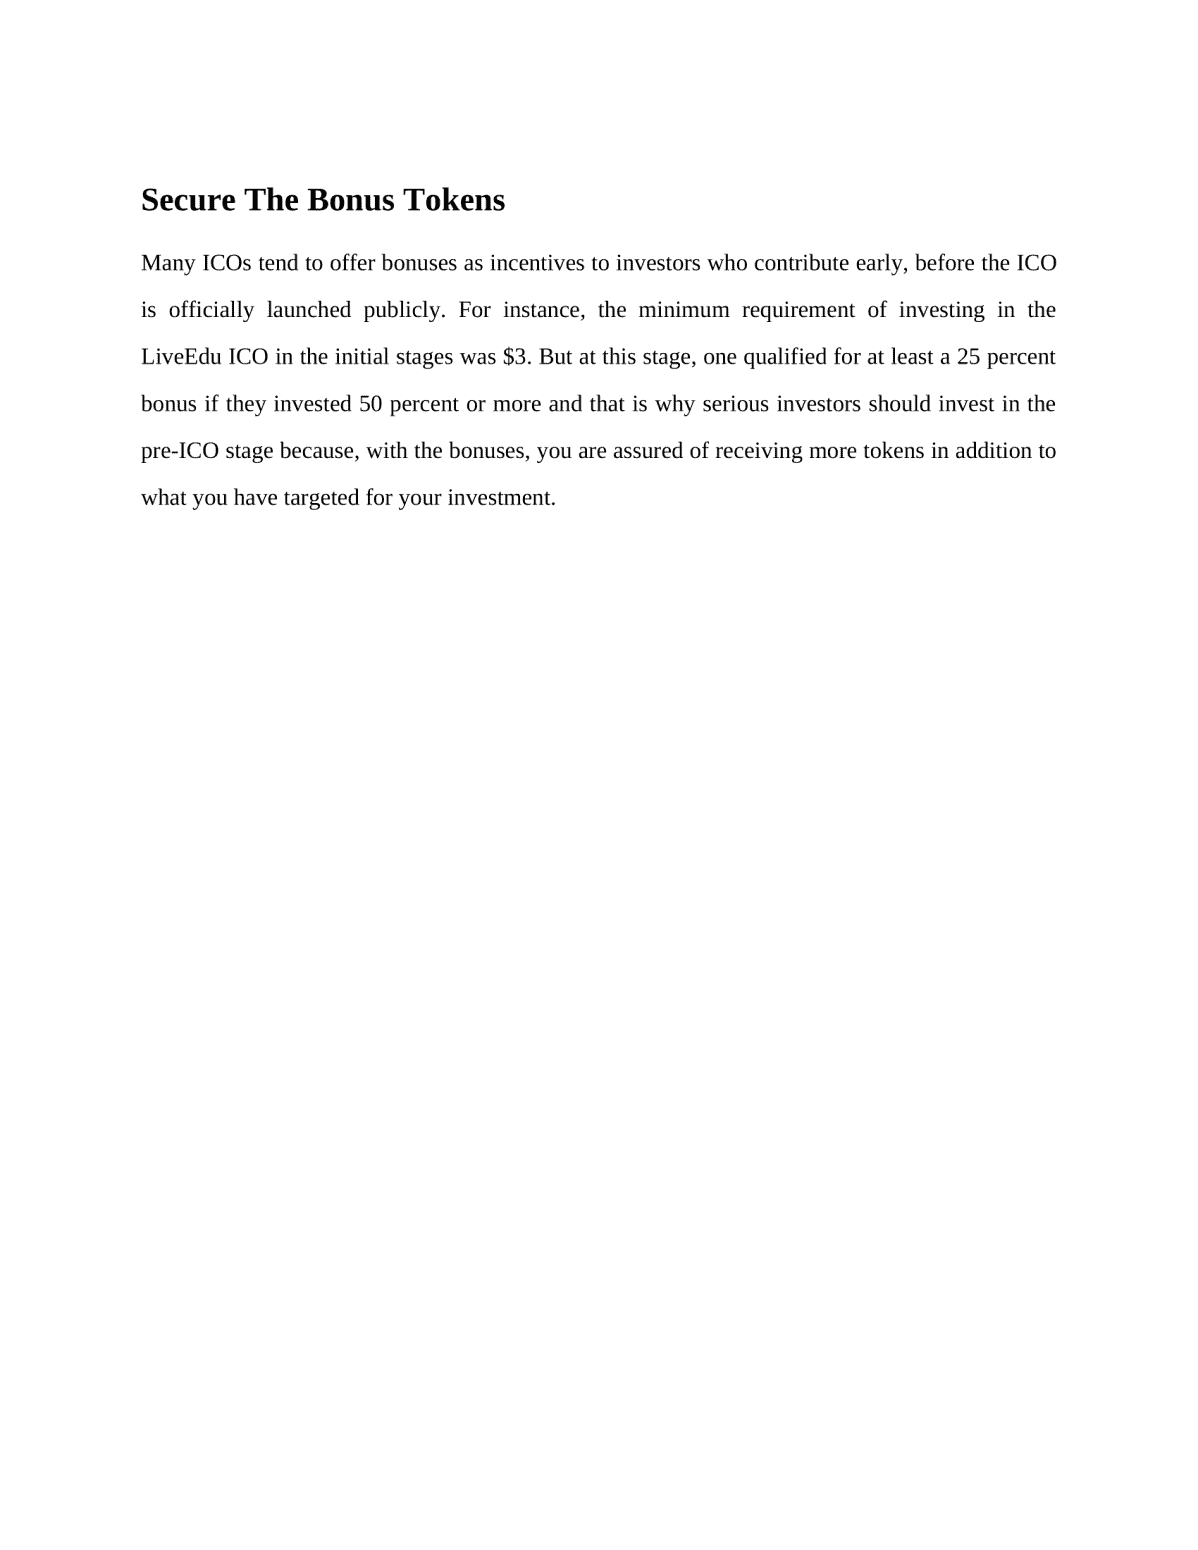 Secure The Bonus Tokens
Many ICOs tend to offer bonuses as incentives to investors who contribute early, before the ICO
is officially launched publicly. For instance, the minimum requirement of investing in the
LiveEdu ICO in the initial stages was $3. But at this stage, one qualified for at least a 25 percent
bonus if they invested 50 percent or more and that is why serious investors should invest in the
pre-ICO stage because, with the bonuses, you are assured of receiving more tokens in addition to
what you have targeted for your investment.